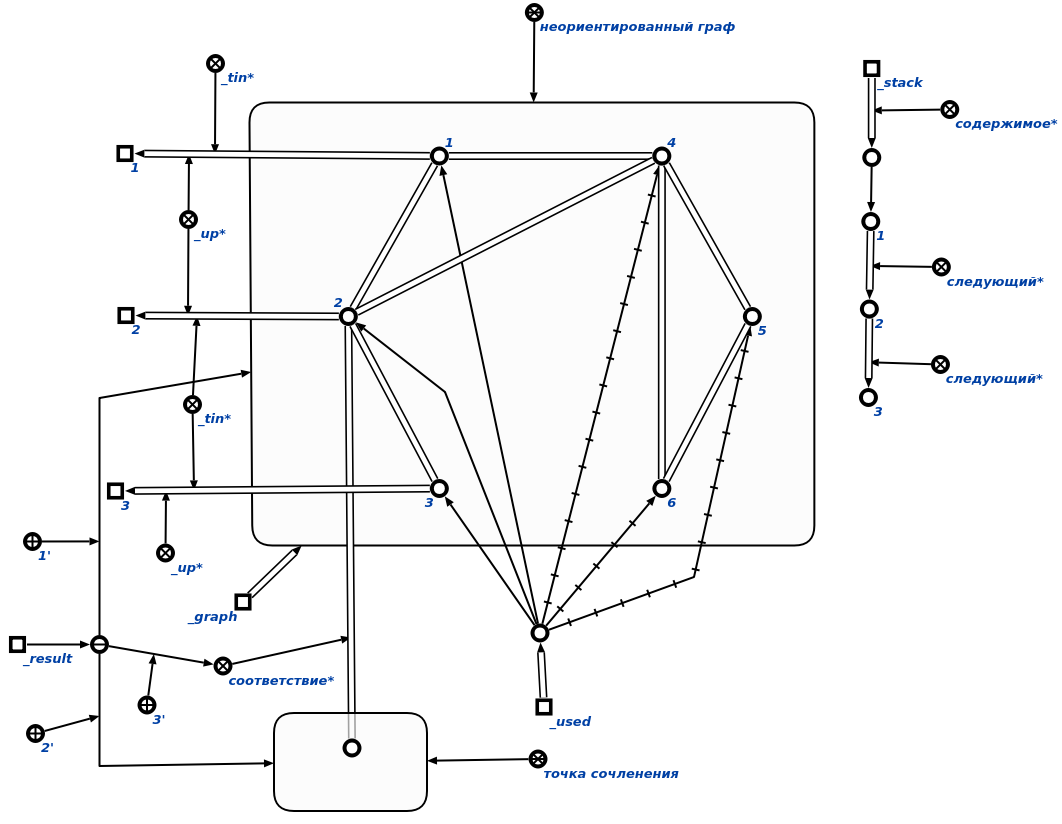 неориентированный граф
_tin*
_stack
содержимое*
1
1
4
_up*
1
2
следующий*
2
2
5
следующий*
_tin*
3
3
3
6
1'
_up*
_graph
_result
соответствие*
3'
_used
2'
точка сочленения